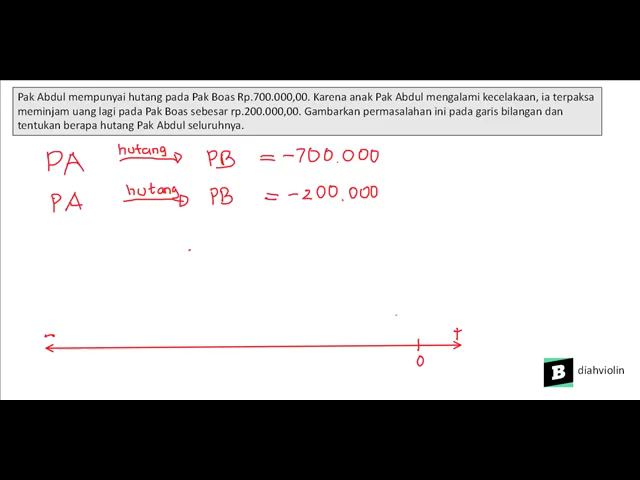 Pak Abdul mempunyai hutang pada Pak Boas Rp.700.000,00. Karena anak Pak Abdul mengalami kecelakaan, ia terpaksa
meminjam uang lagi pada Pak Boas sebesar rp.200.000,00. Gambarkan permasalahan ini pada garis bilangan dan
tentukan berapa hutang Pak Abdul seluruhnya.
PA hutang PB = -700.000
PA hutang PB = -200.000
- +
0
B diahviolin